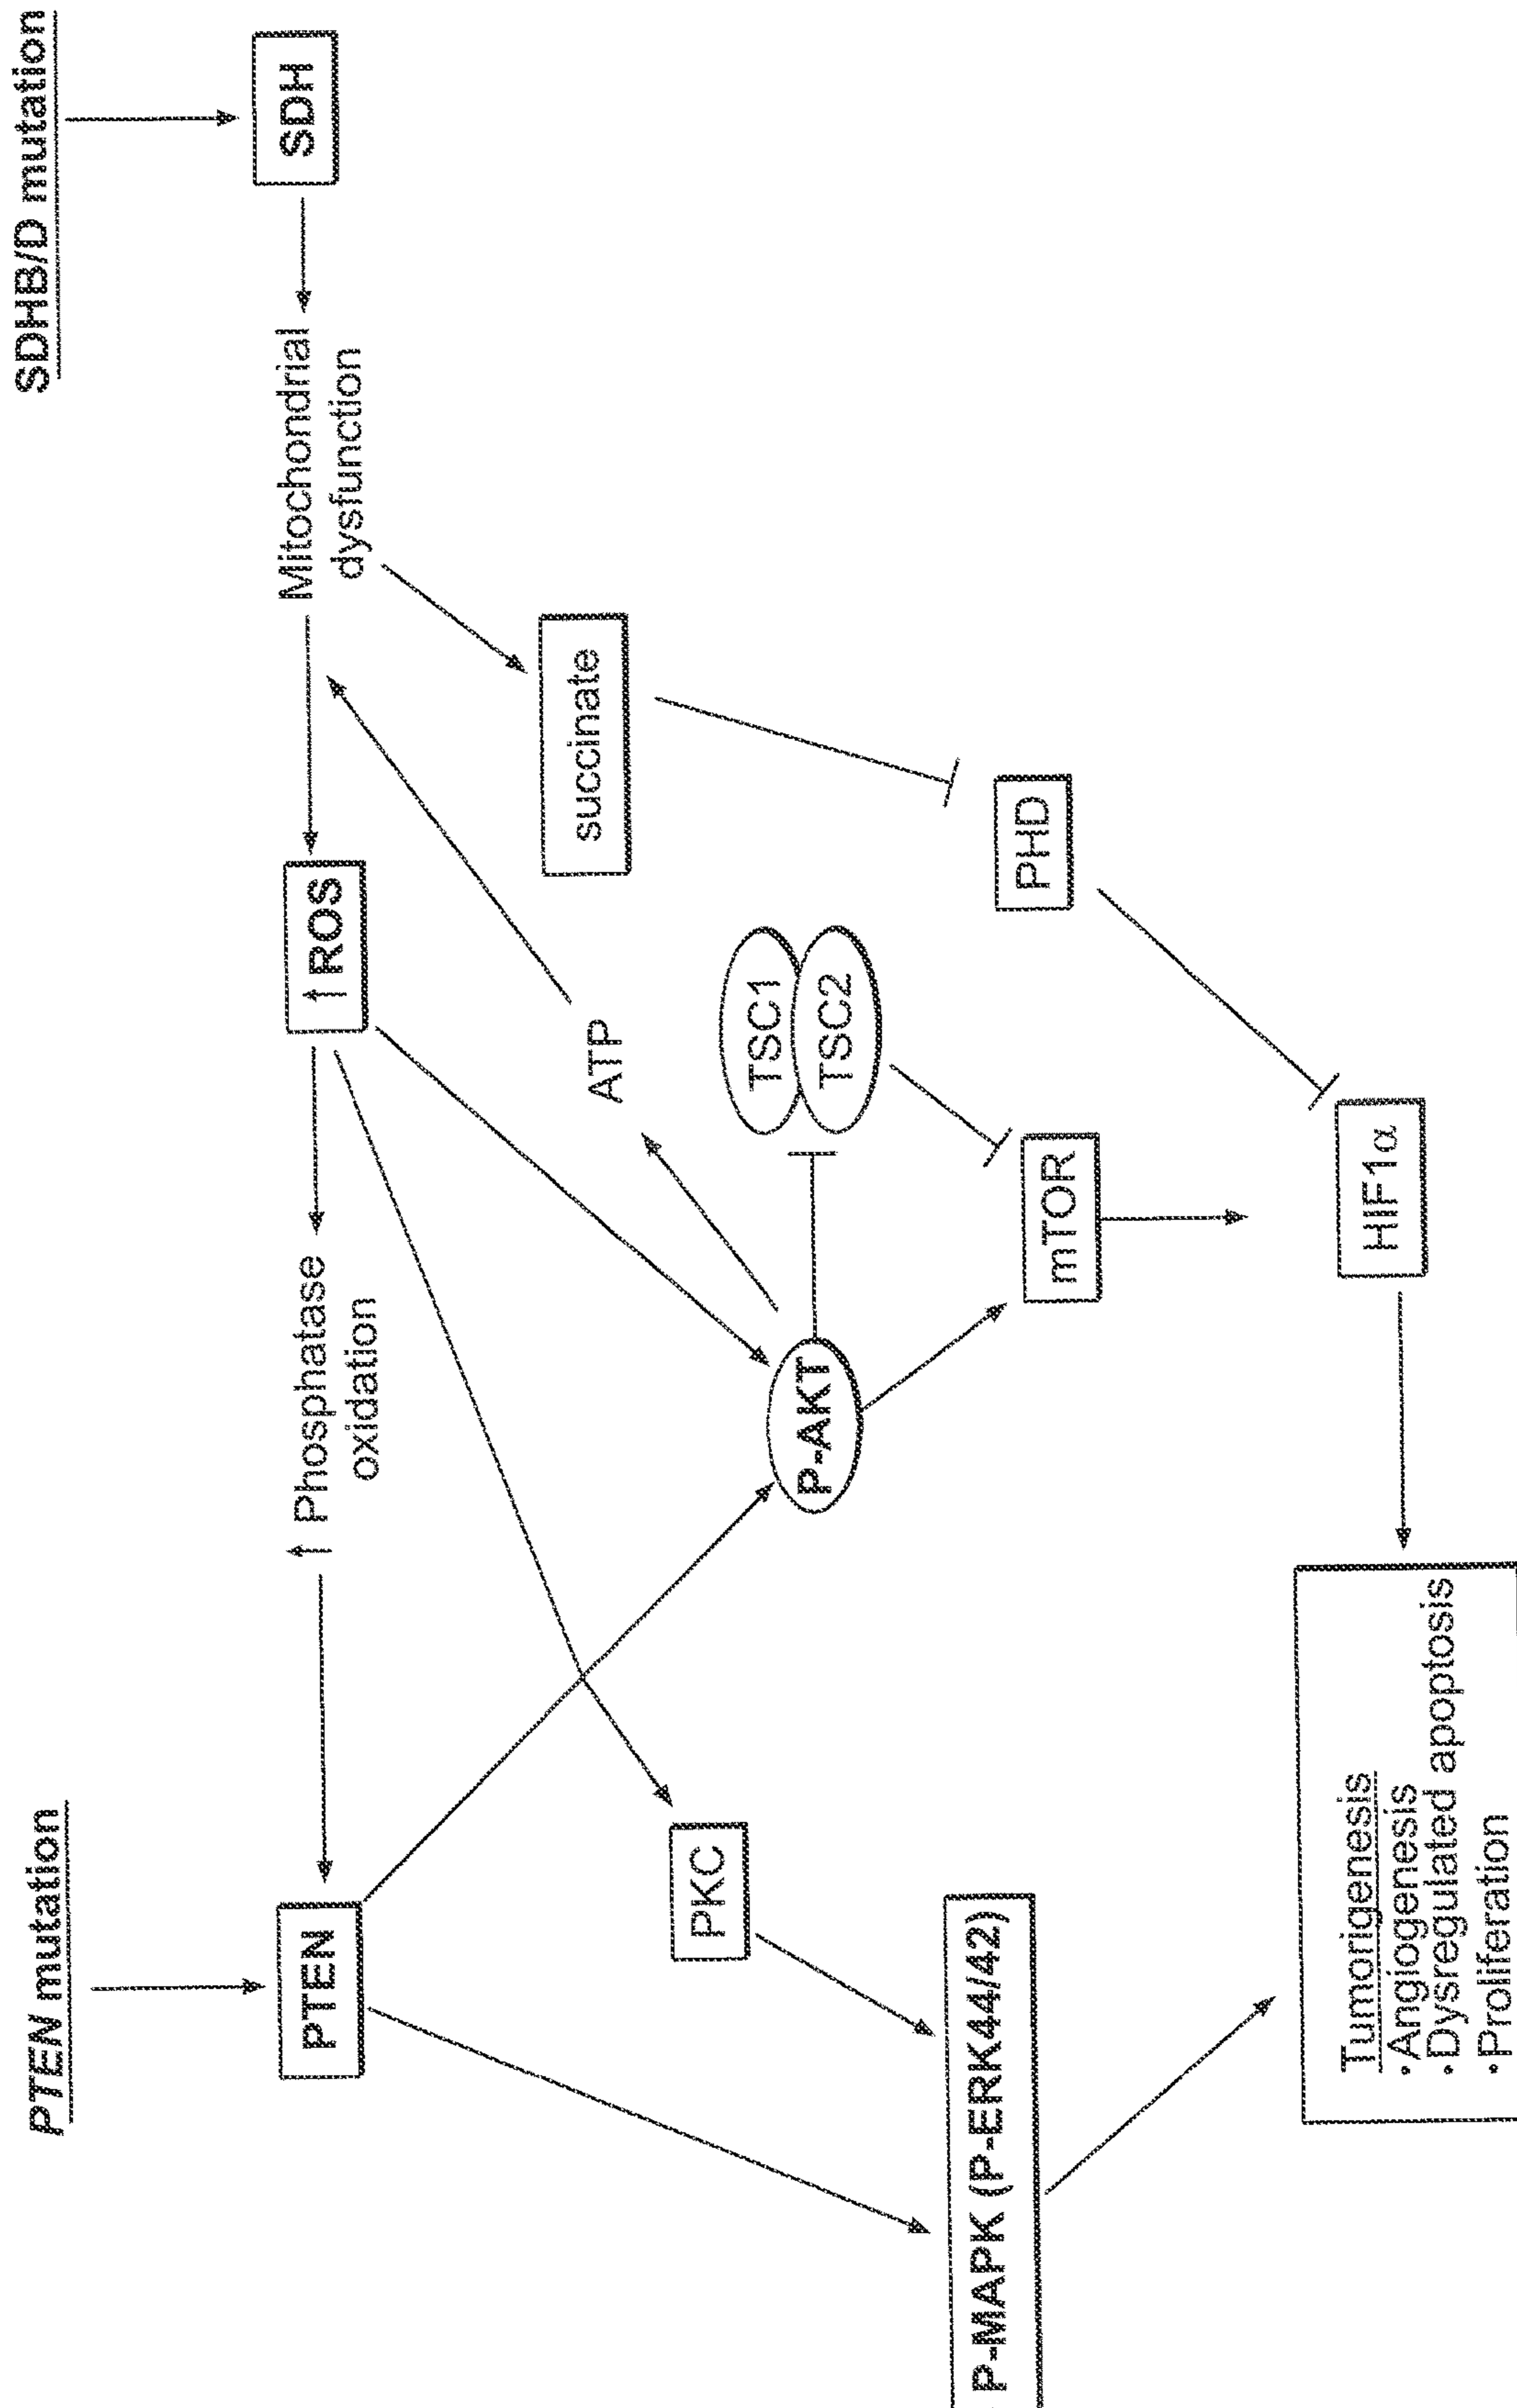 PTEN mutation
SDHB/D mutation
PTEN
↑ Phosphatase
oxidation
↑ROS
Mitochondrial
dysfunction
SDH
succinate
ATP
PKC
P-AKT
TSC1
TSC2
P-MAPK (P-ERK44/42)
mTOR
PHD
HIF1α
Tumorigenesis
•Angiogenesis
•Dysregulated apoptosis
•Proliferation